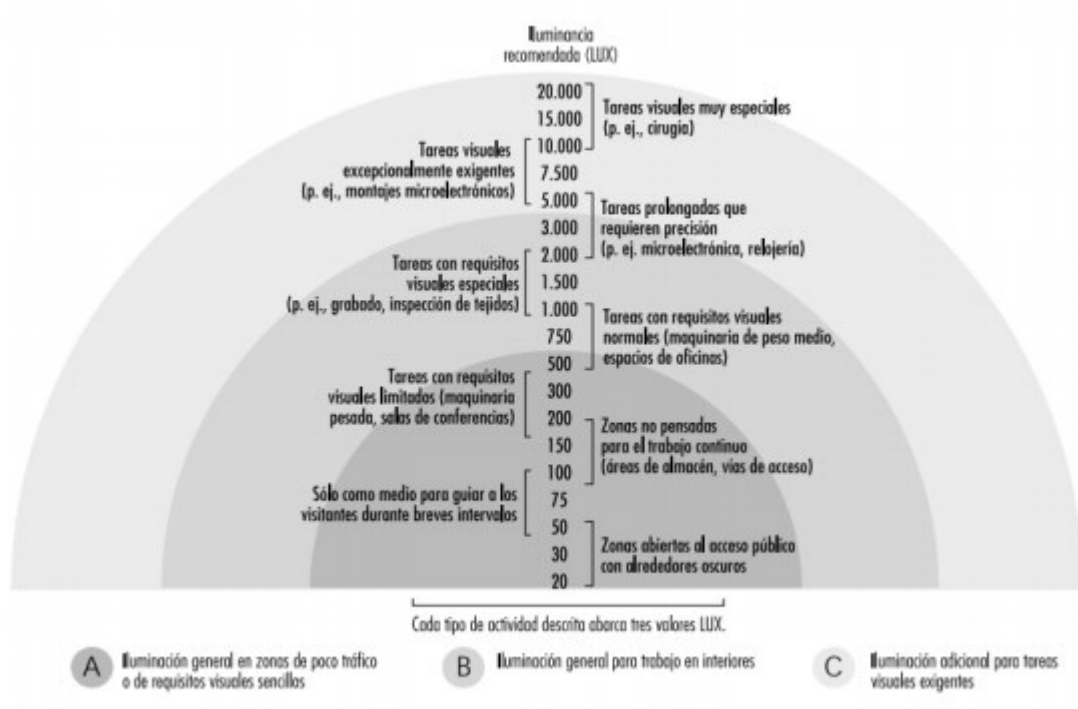 Iluminancia
recomendada (LUX)
20.000
15.000
10.000
7.500
5.000
3.000
2.000
1.500
1.000
750
500
300
200
150
100
75
50
30
20
Tareas visuales muy especiales
(p. ej., cirugía)
Tareas visuales
excepcionalmente exigentes
(p. ej., montajes microelectrónicos)
Tareas prolongadas que
requieren precisión
(p. ej. microelectrónica, relojería)
Tareas con requisitos
visuales especiales
(p. ej., grabado, inspección de tejidos)
Tareas con requisitos visuales
normales (maquinaria de peso medio,
espacios de oficinas)
Tareas con requisitos
visuales limitados (maquinaria
pesada, salas de conferencias)
Zonas no pensadas
para el trabajo continuo
(áreas de almacén, vías de acceso)
Sólo como medio para guiar a los
visitantes durante breves intervalos
Zonas abiertas al acceso público
con alrededores oscuros
Cada tipo de actividad descrita abarca tres valores LUX.
A
Iluminación general en zonas de poco tráfico
o de requisitos visuales sencillos
B
Iluminación general para trabajo en interiores
C
Iluminación adicional para tareas
visuales exigentes